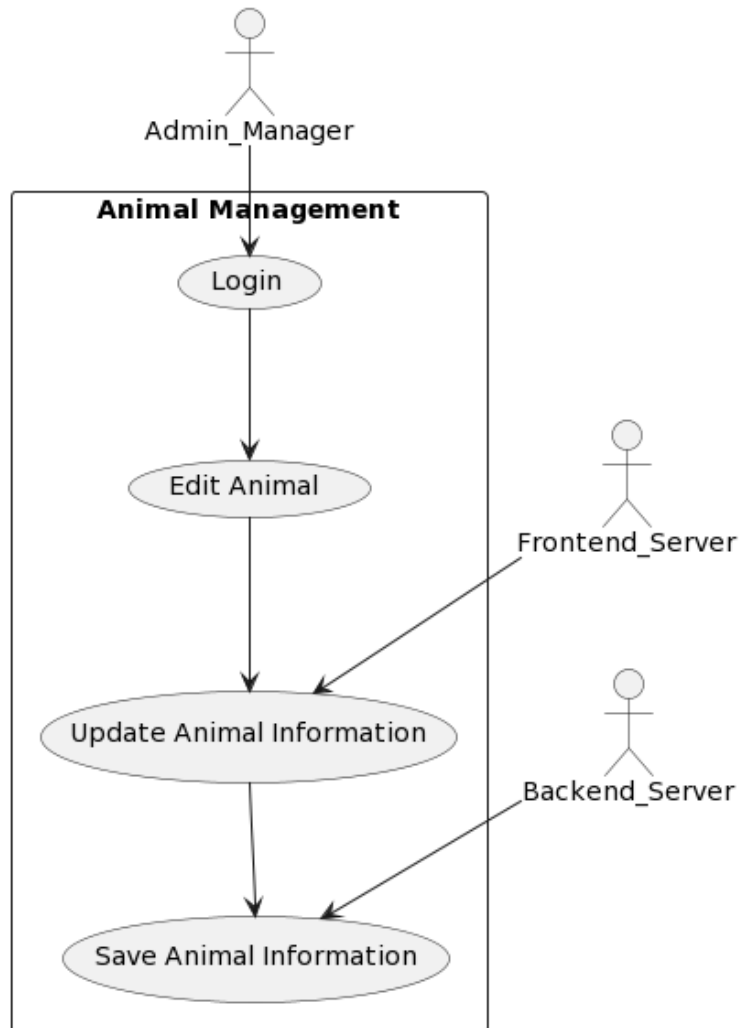 Admin_Manager
Animal Management
Login
Edit Animal
Frontend_Server
Update Animal Information
Backend_Server
Save Animal Information